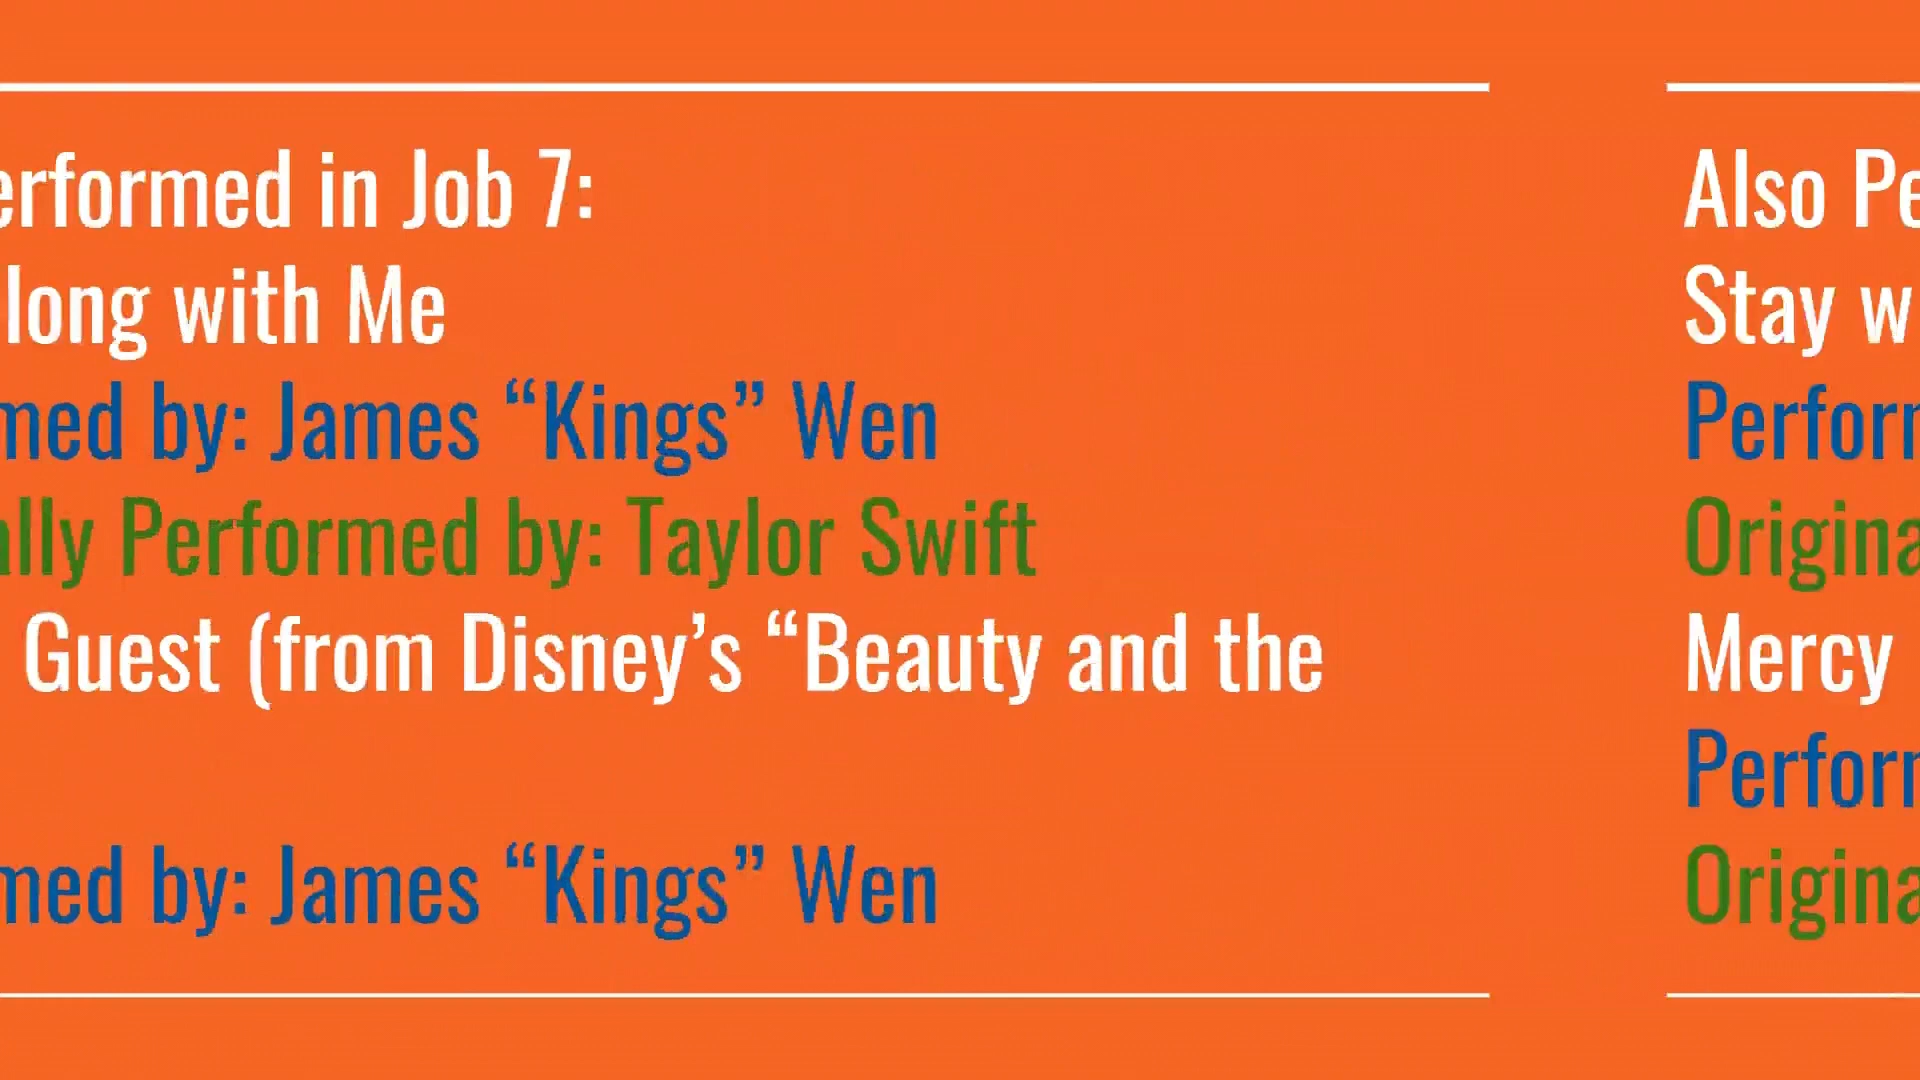 erformed in Job 7:
long with Me
med by: James “Kings” Wen
ally Performed by: Taylor Swift
Guest (from Disney’s “Beauty and the
med by: James “Kings” Wen
Also Pe
Stay w
Perform
Origina
Mercy
Perform
Origina